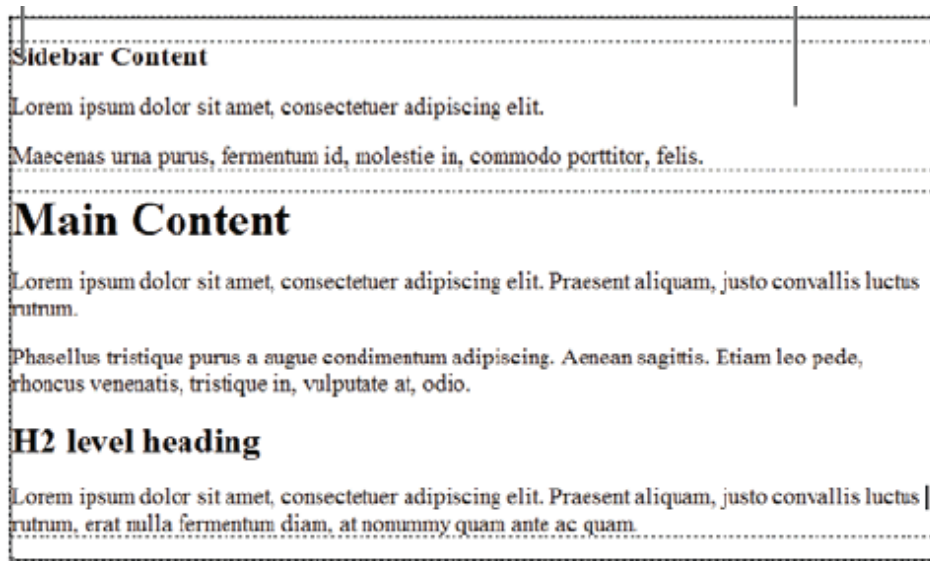 Sidebar Content
Lorem ipsum dolor sit amet, consectetuer adipiscing elit.
Maecenas urna purus, fermentum id, molestie in, commodo porttitor, felis.
Main Content
Lorem ipsum dolor sit amet, consectetuer adipiscing elit. Praesent aliquam, justo convallis luctus
rutrum.
Phasellus tristique purus a augue condimentum adipiscing. Aenean sagittis. Etiam leo pede,
rhoncus venenatis, tristique in, vulputate at, odio.
H2 level heading
Lorem ipsum dolor sit amet, consectetuer adipiscing elit. Praesent aliquam, justo convallis luctus
rutrum, erat nulla fermentum diam, at nonummy quam ante ac quam.